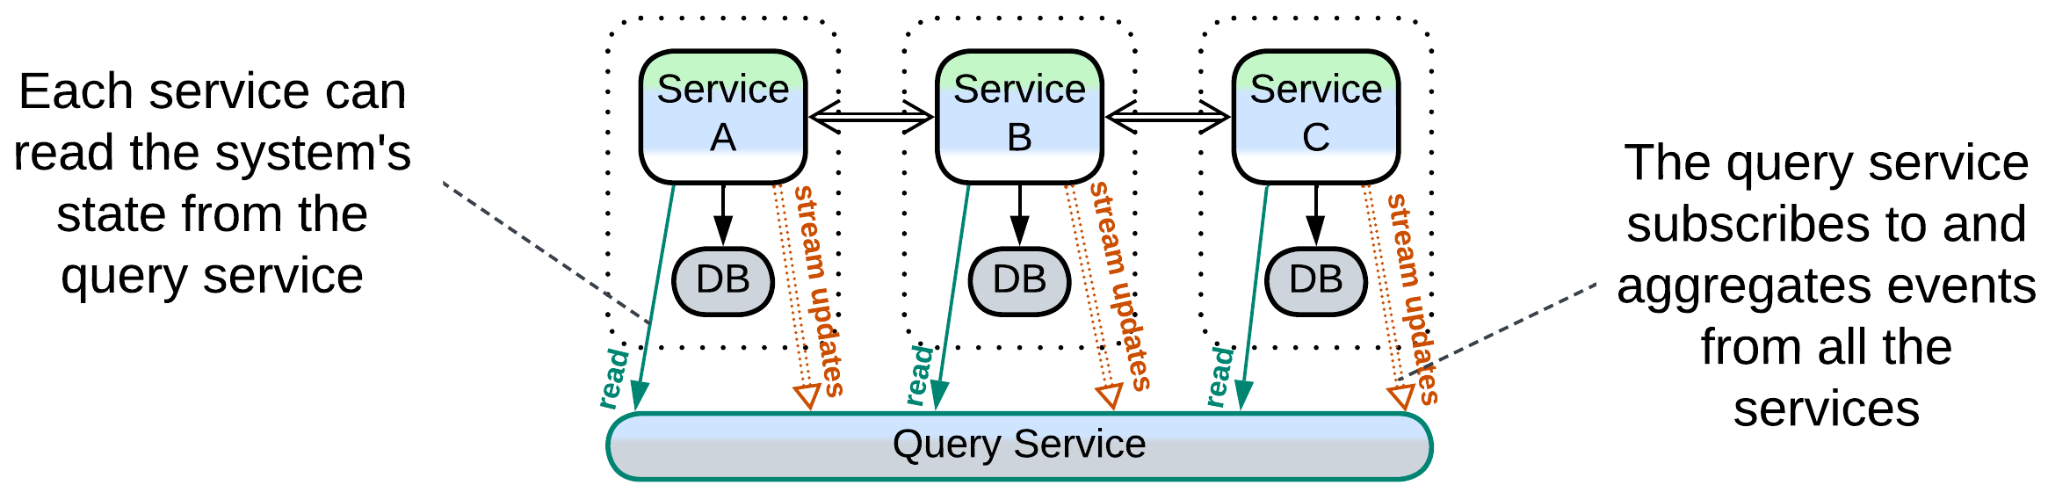 Each service can
read the system's
state from the
query service
Service
A
Service
B
Service
C
DB
DB
DB
read
stream updates
read
stream updates
read
stream updates
Query Service
The query service
subscribes to and
aggregates events
from all the
services